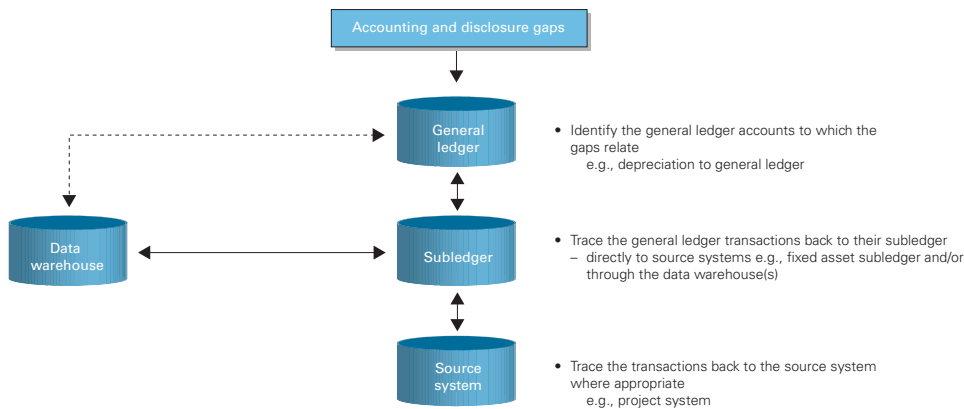 Accounting and disclosure gaps
General
ledger
• Identify the general ledger accounts to which the
gaps relate
e.g., depreciation to general ledger
Data
warehouse
Subledger
• Trace the general ledger transactions back to their subledger
– directly to source systems e.g., fixed asset subledger and/or
through the data warehouse(s)
Source
system
• Trace the transactions back to the source system
where appropriate
e.g., project system